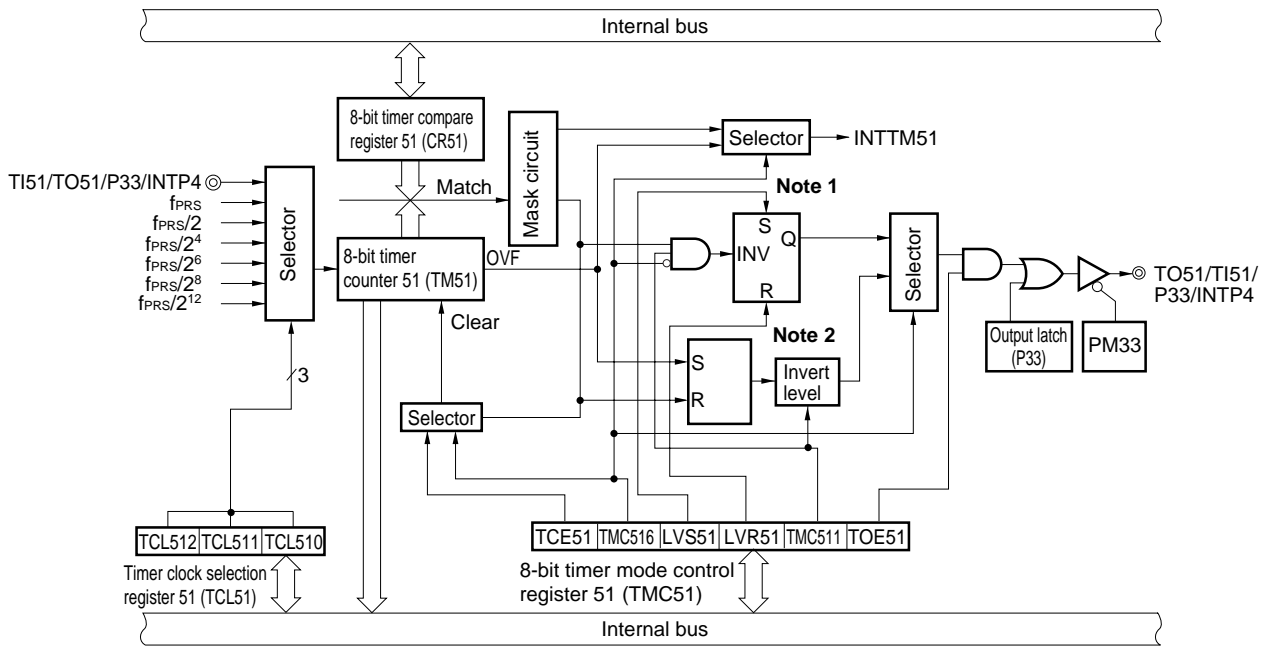 Internal bus
8-bit timer compare
register 51 (CR51)
Mask circuit
Selector
INTTM51
TI51/TO51/P33/INTP4
fPRS
fPRS/2
fPRS/2⁴
fPRS/2⁶
fPRS/2⁸
fPRS/2¹²
Selector
Match
8-bit timer
counter 51 (TM51)
OVF
Clear
Note 1
S
INV
Q
R
Selector
TO51/TI51/
P33/INTP4
Output latch
(P33)
PM33
Note 2
S
R
Invert
level
3
Selector
TCL512
TCL511
TCL510
Timer clock selection
register 51 (TCL51)
TCE51
TMC516
LVS51
LVR51
TMC511
TOE51
8-bit timer mode control
register 51 (TMC51)
Internal bus